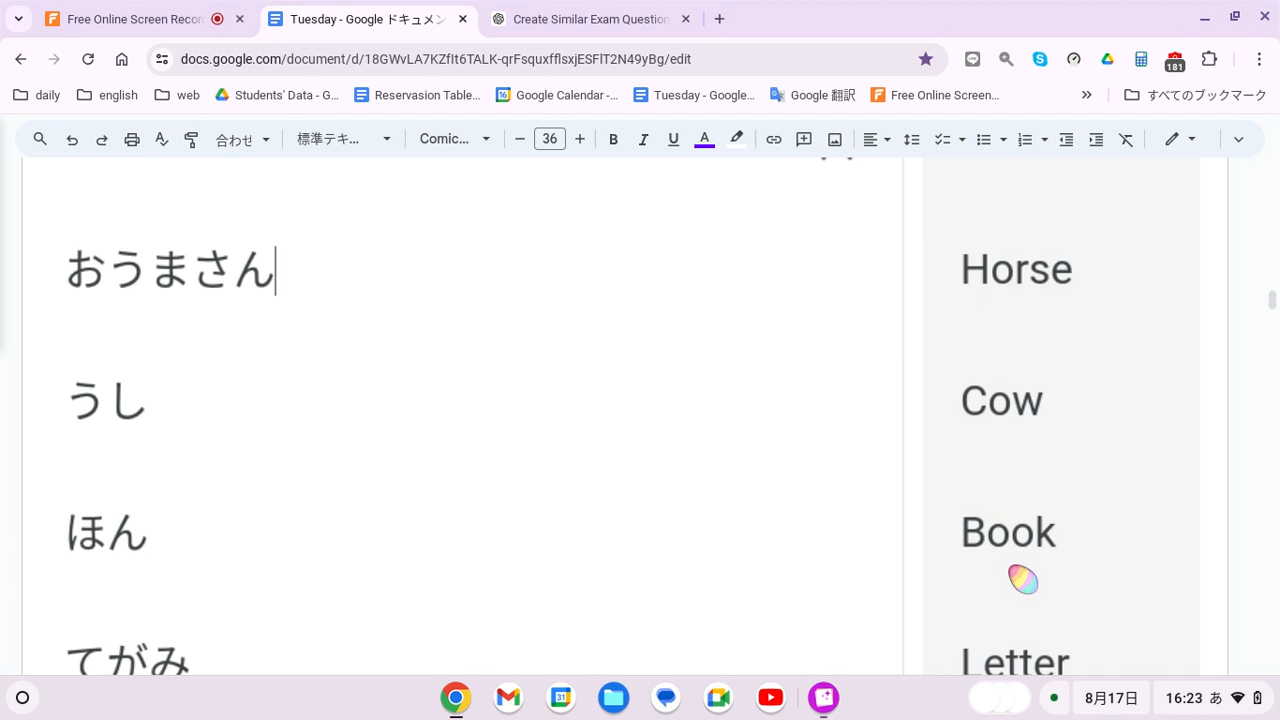 Free Online Screen Recor
Tuesday - Google ドキュメン
Create Similar Exam Question
docs.google.com/document/d/18GWvLA7KZfIt6TALK-qrFsquxfflsxjESFlT2N49yBg/edit
181
daily
english
web
Students' Data - G...
Reservasion Table...
Google Calendar -...
Tuesday - Google...
Google 翻訳
Free Online Screen...
すべてのブックマーク
合わせ
標準テキ...
Comic...
36
おうまさん Horse
うし Cow
ほん Book
てがみ Letter
8月17日
16:23 あ